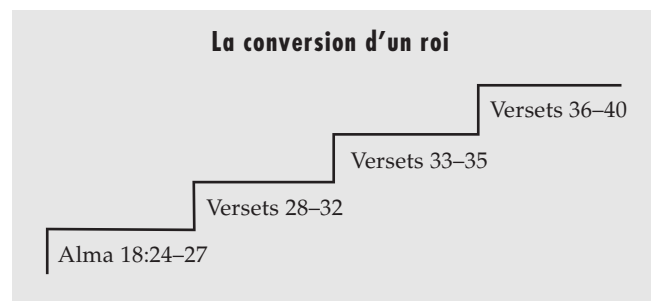 La conversion d'un roi
Versets 36–40
Versets 33–35
Versets 28–32
Alma 18:24–27